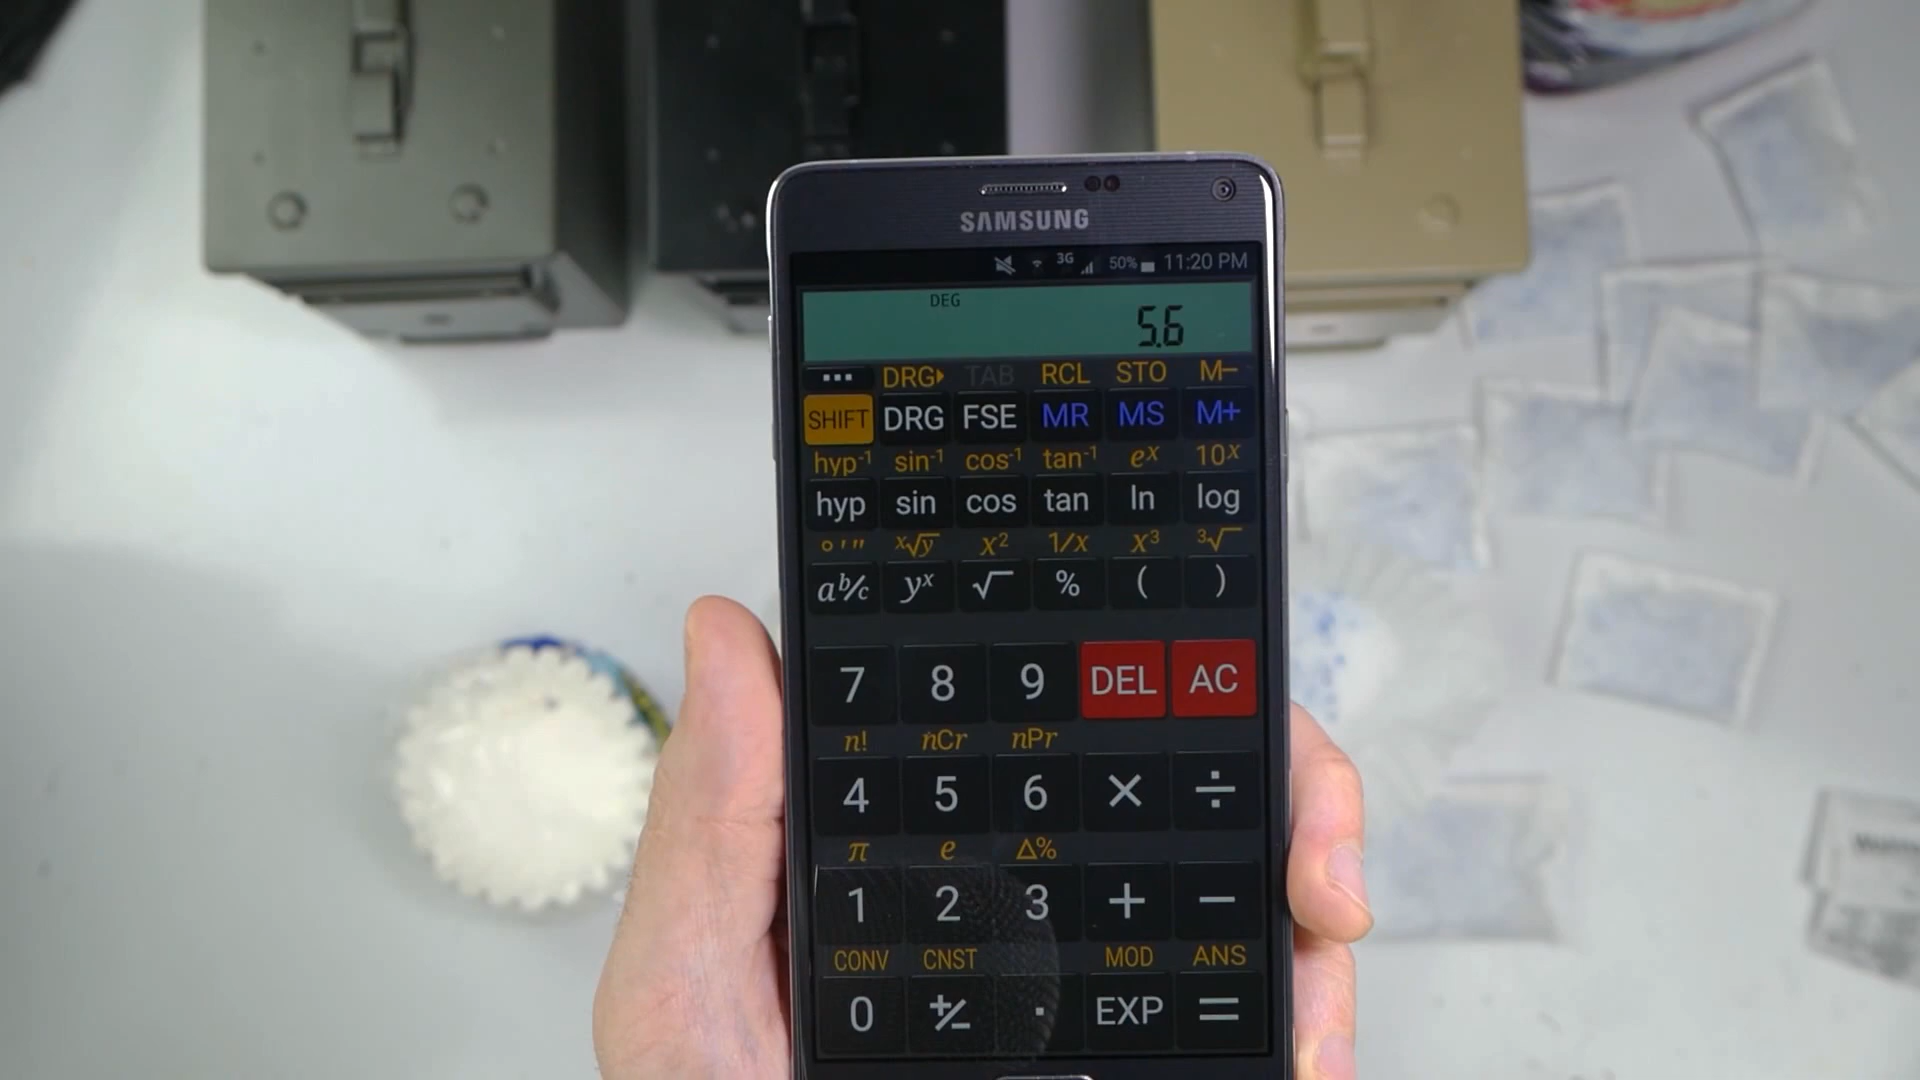 SAMSUNG
3G 50% 11:20 PM
DEG
5.6
... DRG▸ TAB RCL STO M−
SHIFT DRG FSE MR MS M+
hyp⁻¹ sin⁻¹ cos⁻¹ tan⁻¹ eˣ 10ˣ
hyp sin cos tan ln log
°′″ ˣ√y x² 1/x x³ ³√
ab/c yˣ √ % ( )
7 8 9 DEL AC
n! nCr nPr
4 5 6 × ÷
π e Δ%
1 2 3 + −
CONV CNST MOD ANS
0 +/− . EXP =